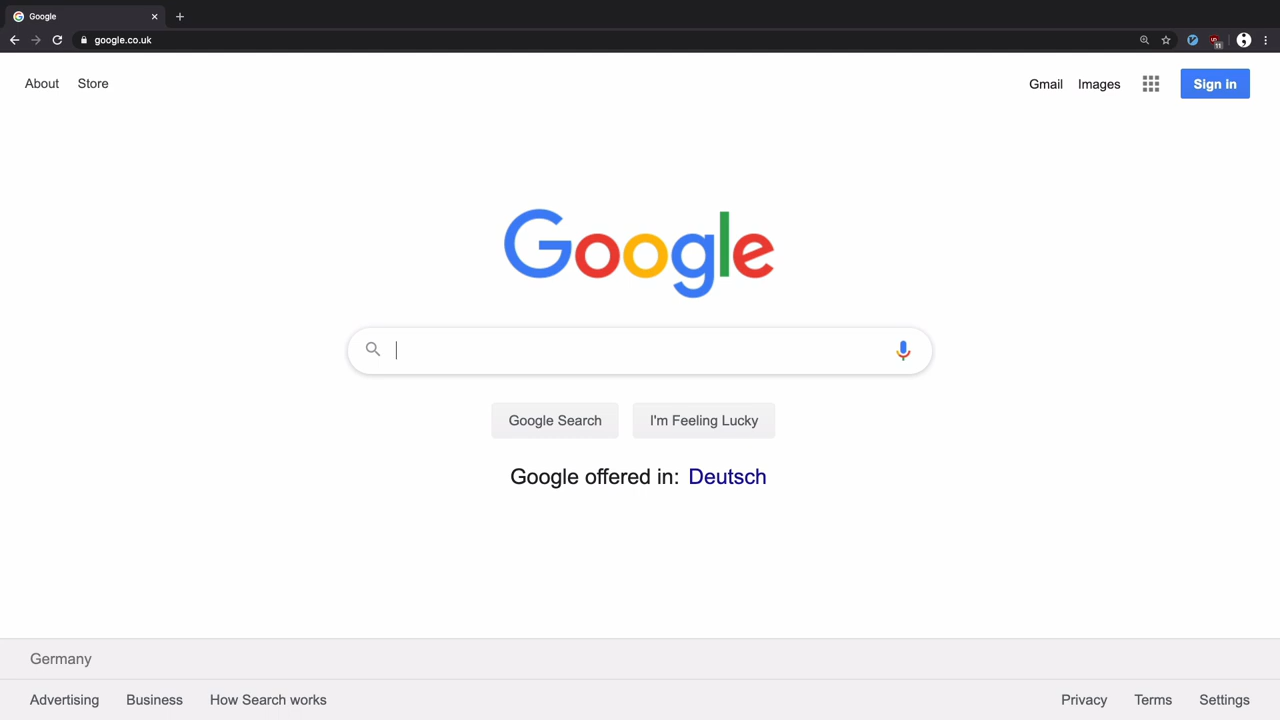 Google
google.co.uk
11
About Store
Gmail Images Sign in
Google
Google Search I'm Feeling Lucky
Google offered in: Deutsch
Germany
Advertising Business How Search works
Privacy Terms Settings